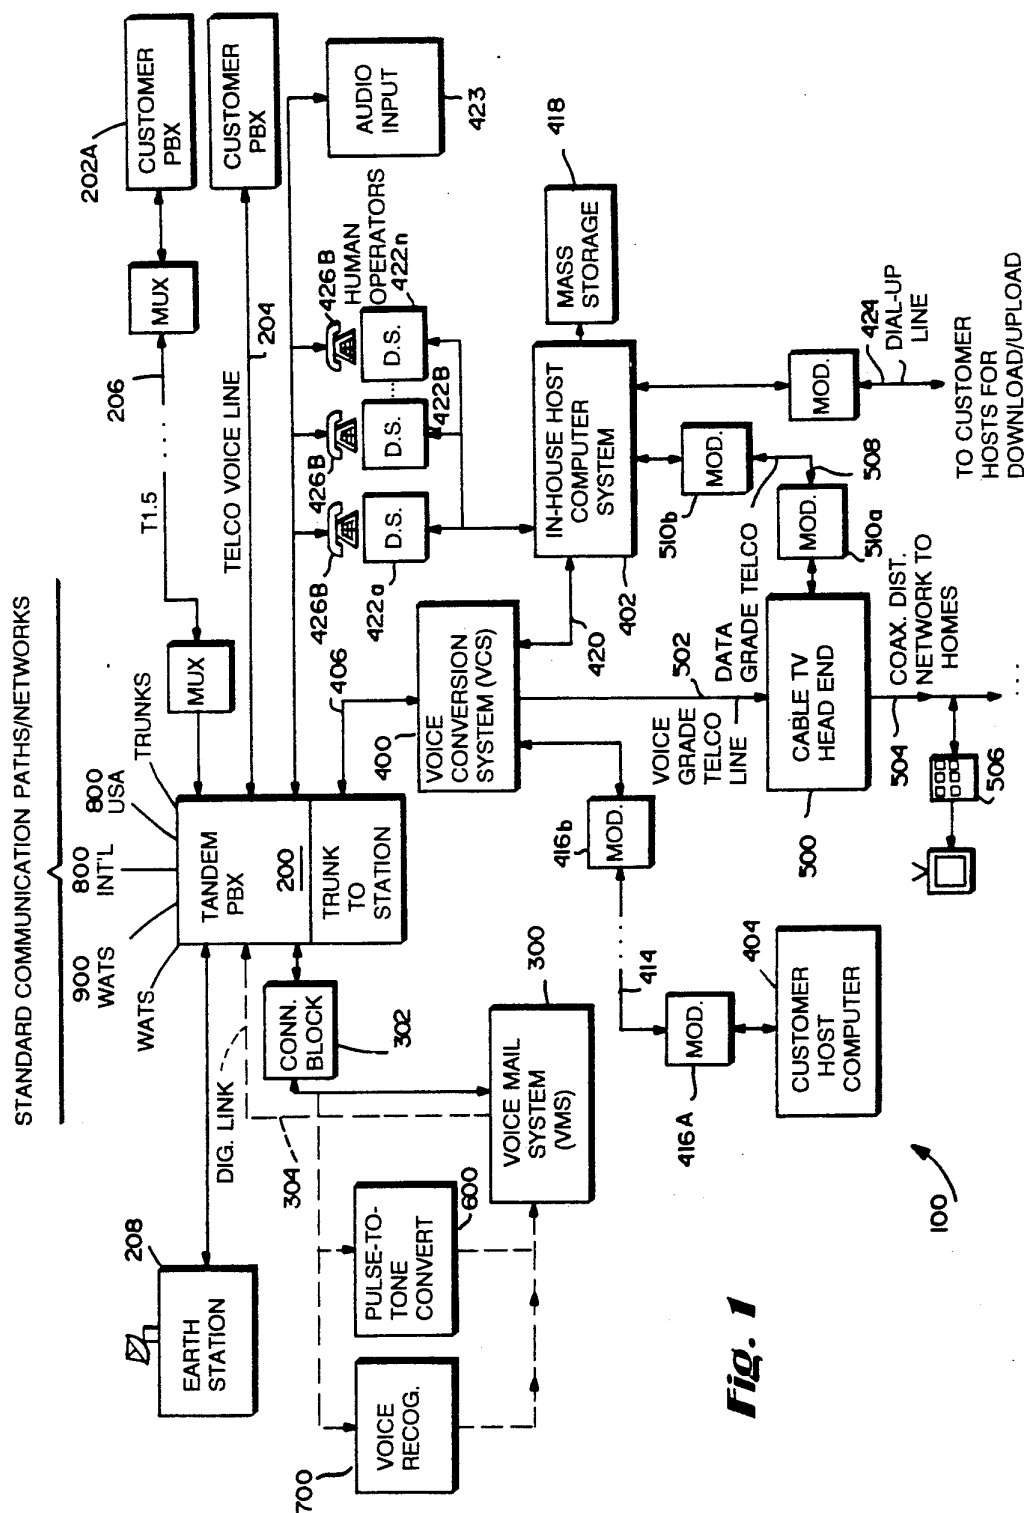 STANDARD COMMUNICATION PATHS/NETWORKS
WATS
900
WATS
800
INT'L
800
USA
TRUNKS
208
EARTH
STATION
DIG. LINK
TANDEM
PBX
200
TRUNK
TO
STATION
MUX
T1.5
206
MUX
202A
CUSTOMER
PBX
TELCO VOICE LINE
204
CUSTOMER
PBX
304
CONN.
BLOCK
302
426B
426B
426B
HUMAN
OPERATORS
AUDIO
INPUT
423
D.S.
422a
D.S.
422B
D.S.
422n
...
406
700
VOICE
RECOG.
PULSE-TO-
TONE
CONVERT
600
VOICE MAIL
SYSTEM
(VMS)
300
400
VOICE
CONVERSION
SYSTEM (VCS)
420
IN-HOUSE HOST
COMPUTER
SYSTEM
402
MASS
STORAGE
418
416b
MOD.
414
416A
MOD.
CUSTOMER
HOST
COMPUTER
404
VOICE
GRADE
TELCO
LINE
502
DATA
GRADE TELCO
510b
MOD.
508
MOD.
510a
MOD.
424
DIAL-UP
LINE
TO CUSTOMER
HOSTS FOR
DOWNLOAD/UPLOAD
500
CABLE TV
HEAD END
504
COAX. DIST.
NETWORK TO
HOMES
506
...
100
Fig. 1